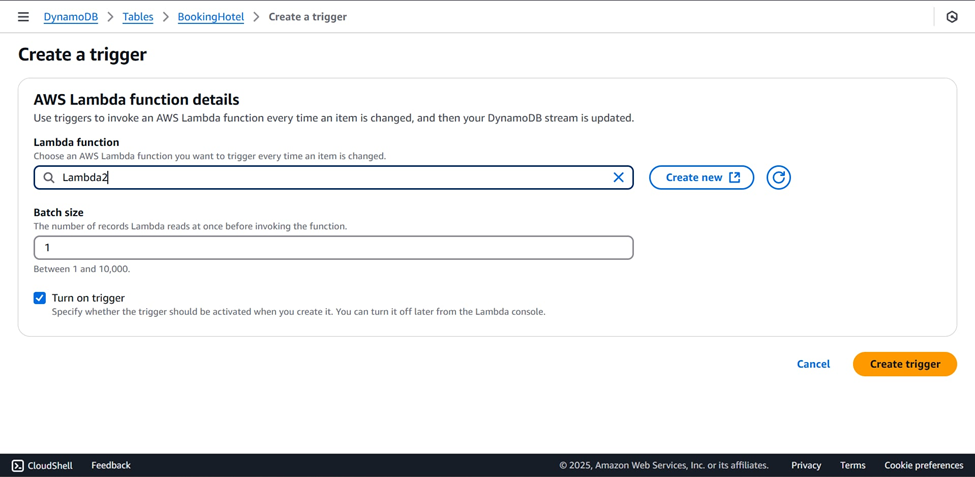 DynamoDB > Tables > BookingHotel > Create a trigger
Create a trigger
AWS Lambda function details
Use triggers to invoke an AWS Lambda function every time an item is changed, and then your DynamoDB stream is updated.
Lambda function
Choose an AWS Lambda function you want to trigger every time an item is changed.
Lambda2
Create new
Batch size
The number of records Lambda reads at once before invoking the function.
1
Between 1 and 10,000.
Turn on trigger
Specify whether the trigger should be activated when you create it. You can turn it off later from the Lambda console.
Cancel Create trigger
CloudShell Feedback © 2025, Amazon Web Services, Inc. or its affiliates. Privacy Terms Cookie preferences